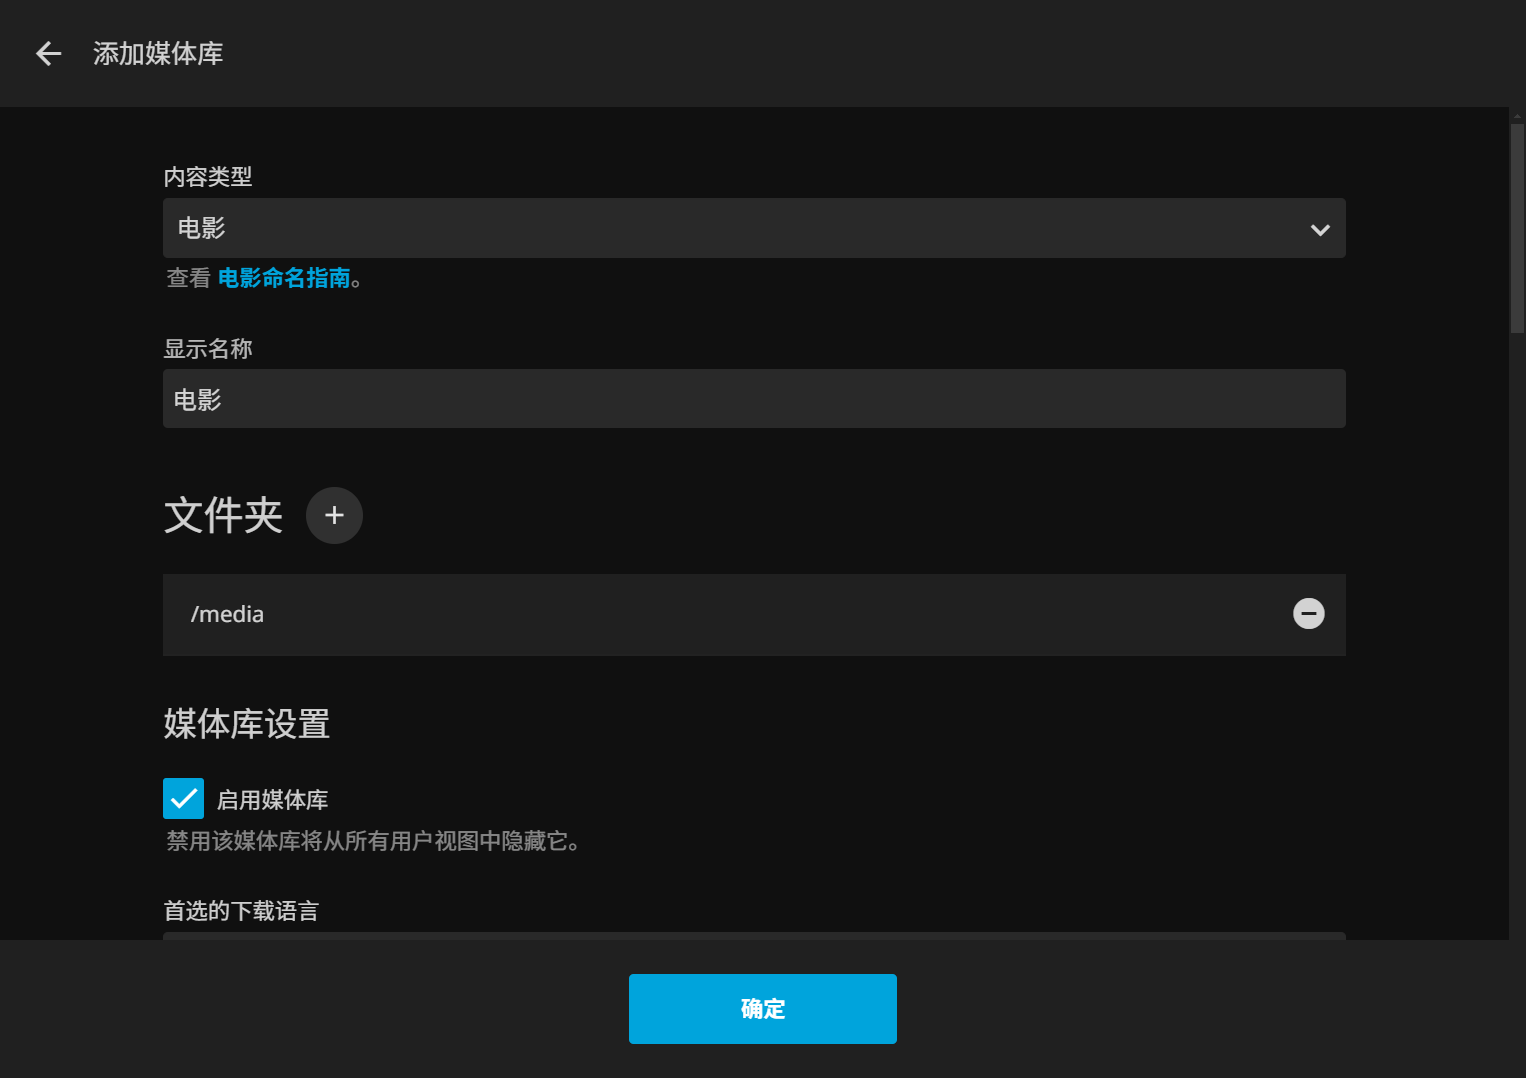 添加媒体库
内容类型
电影
查看 电影命名指南。
显示名称
电影
文件夹
/media
媒体库设置
启用媒体库
禁用该媒体库将从所有用户视图中隐藏它。
首选的下载语言
确定